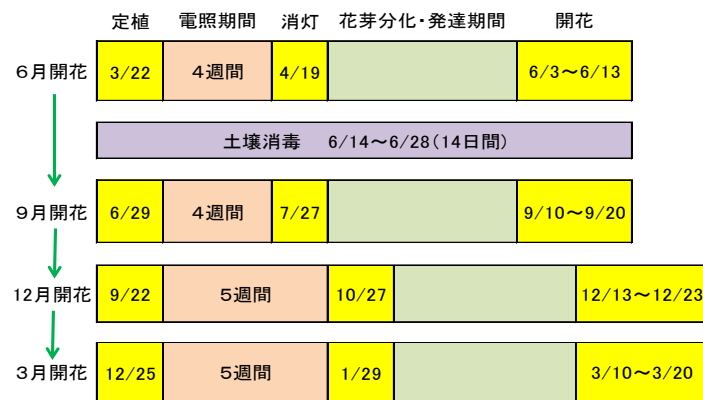 定植 電照期間 消灯 花芽分化・発達期間 開花
6月開花 3/22 4週間 4/19 6/3～6/13
土壌消毒 6/14～6/28(14日間)
9月開花 6/29 4週間 7/27 9/10～9/20
12月開花 9/22 5週間 10/27 12/13～12/23
3月開花 12/25 5週間 1/29 3/10～3/20